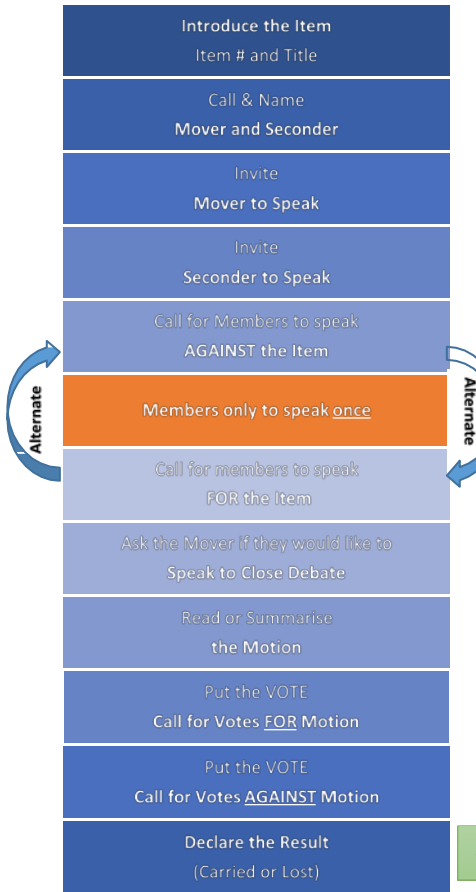 Introduce the Item
Item # and Title
Call & Name
Mover and Seconder
Invite
Mover to Speak
Invite
Seconder to Speak
Call for Members to speak
AGAINST the Item
Alternate
Members only to speak once
Alternate
Call for members to speak
FOR the Item
Ask the Mover if they would like to
Speak to Close Debate
Read or Summarise
the Motion
Put the VOTE
Call for Votes FOR Motion
Put the VOTE
Call for Votes AGAINST Motion
Declare the Result
(Carried or Lost)